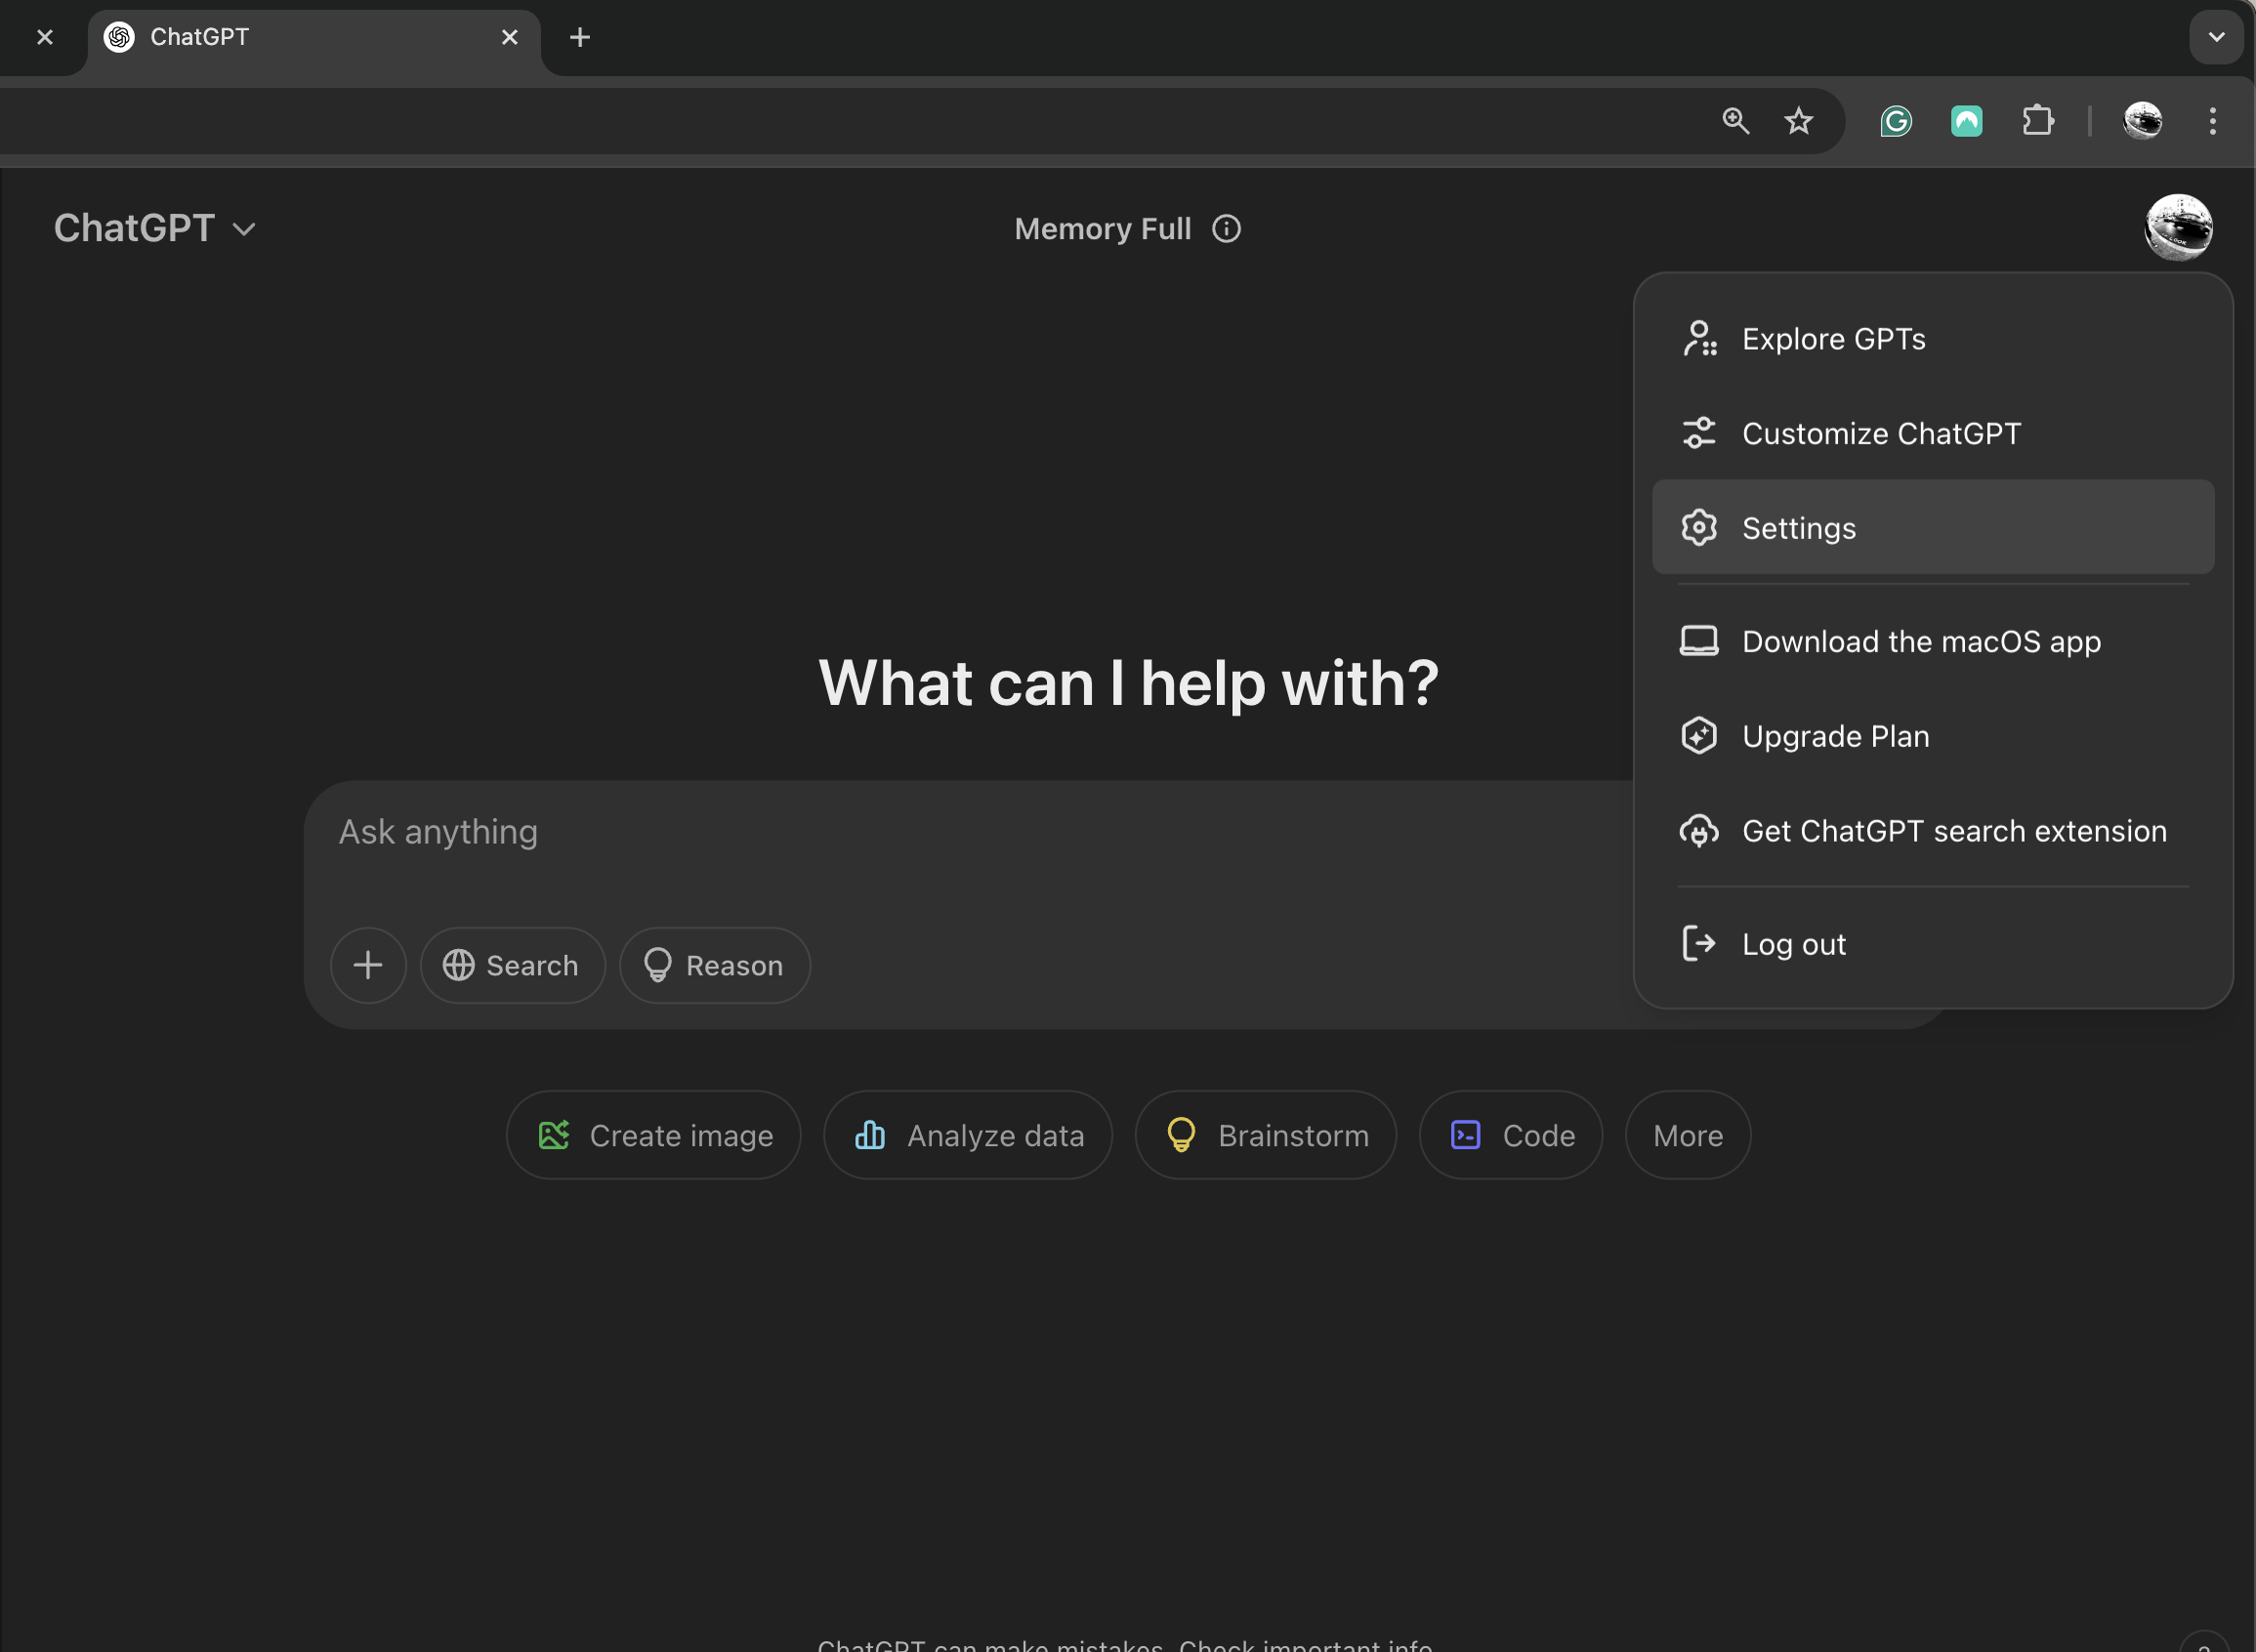 ChatGPT
ChatGPT
Memory Full
Explore GPTs
Customize ChatGPT
Settings
Download the macOS app
Upgrade Plan
Get ChatGPT search extension
Log out
What can I help with?
Ask anything
Search
Reason
Create image
Analyze data
Brainstorm
Code
More
ChatGPT can make mistakes. Check important info.